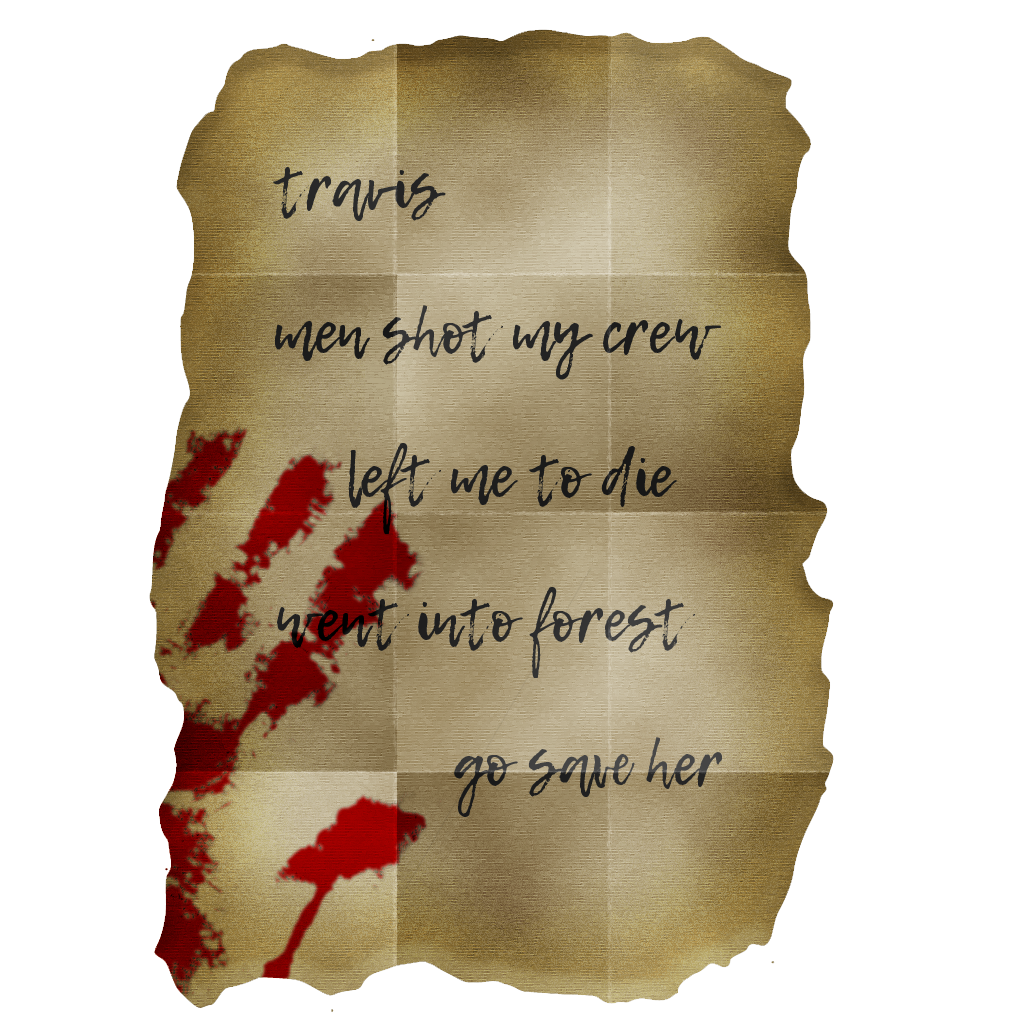 travis
men shot my crew
left me to die
went into forest
go save her